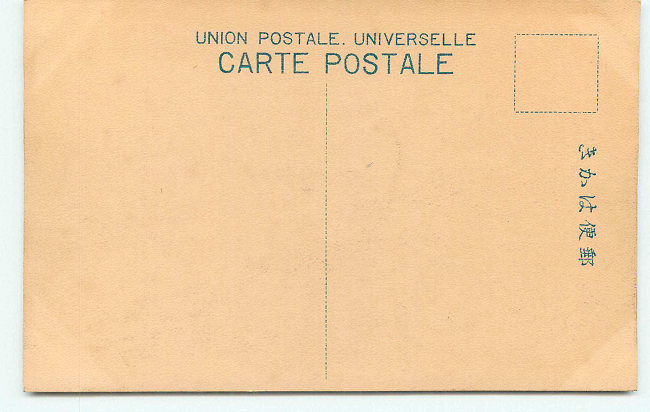 UNION POSTALE. UNIVERSELLE
CARTE POSTALE
郵便はかき